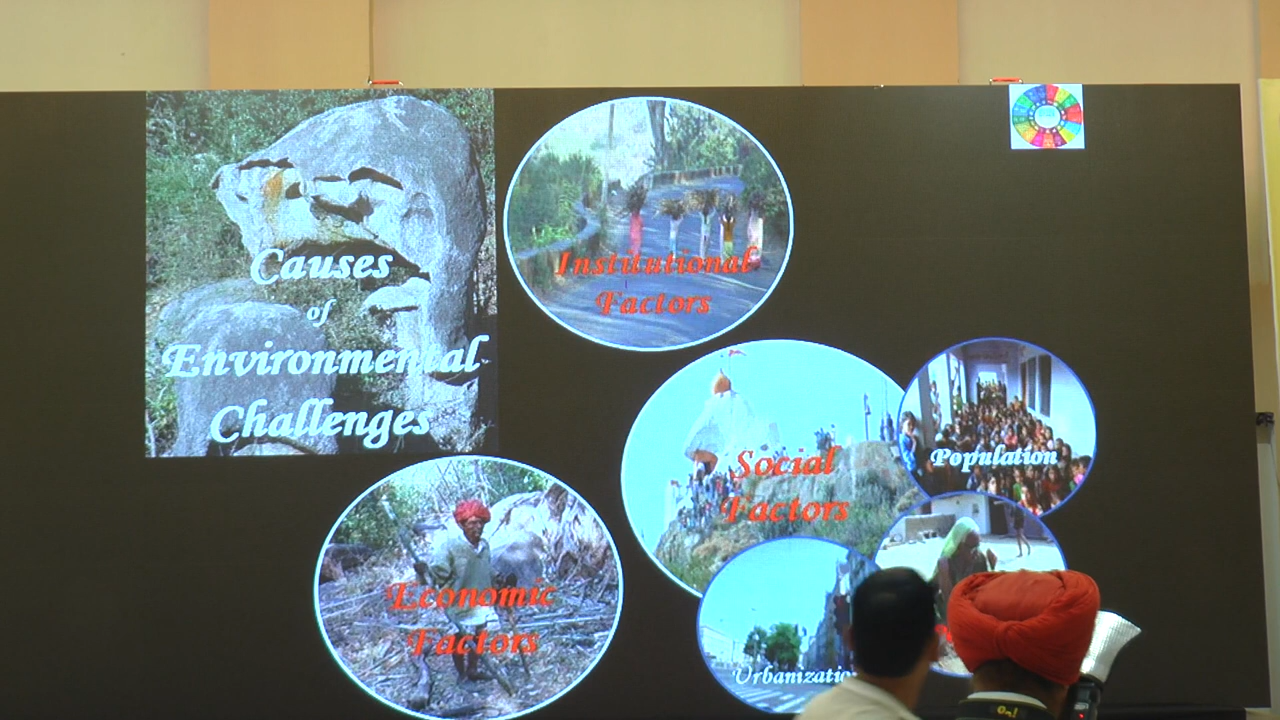 Causes
of
Environmental
Challenges
Institutional
Factors
Social
Factors
Population
Economic
Factors